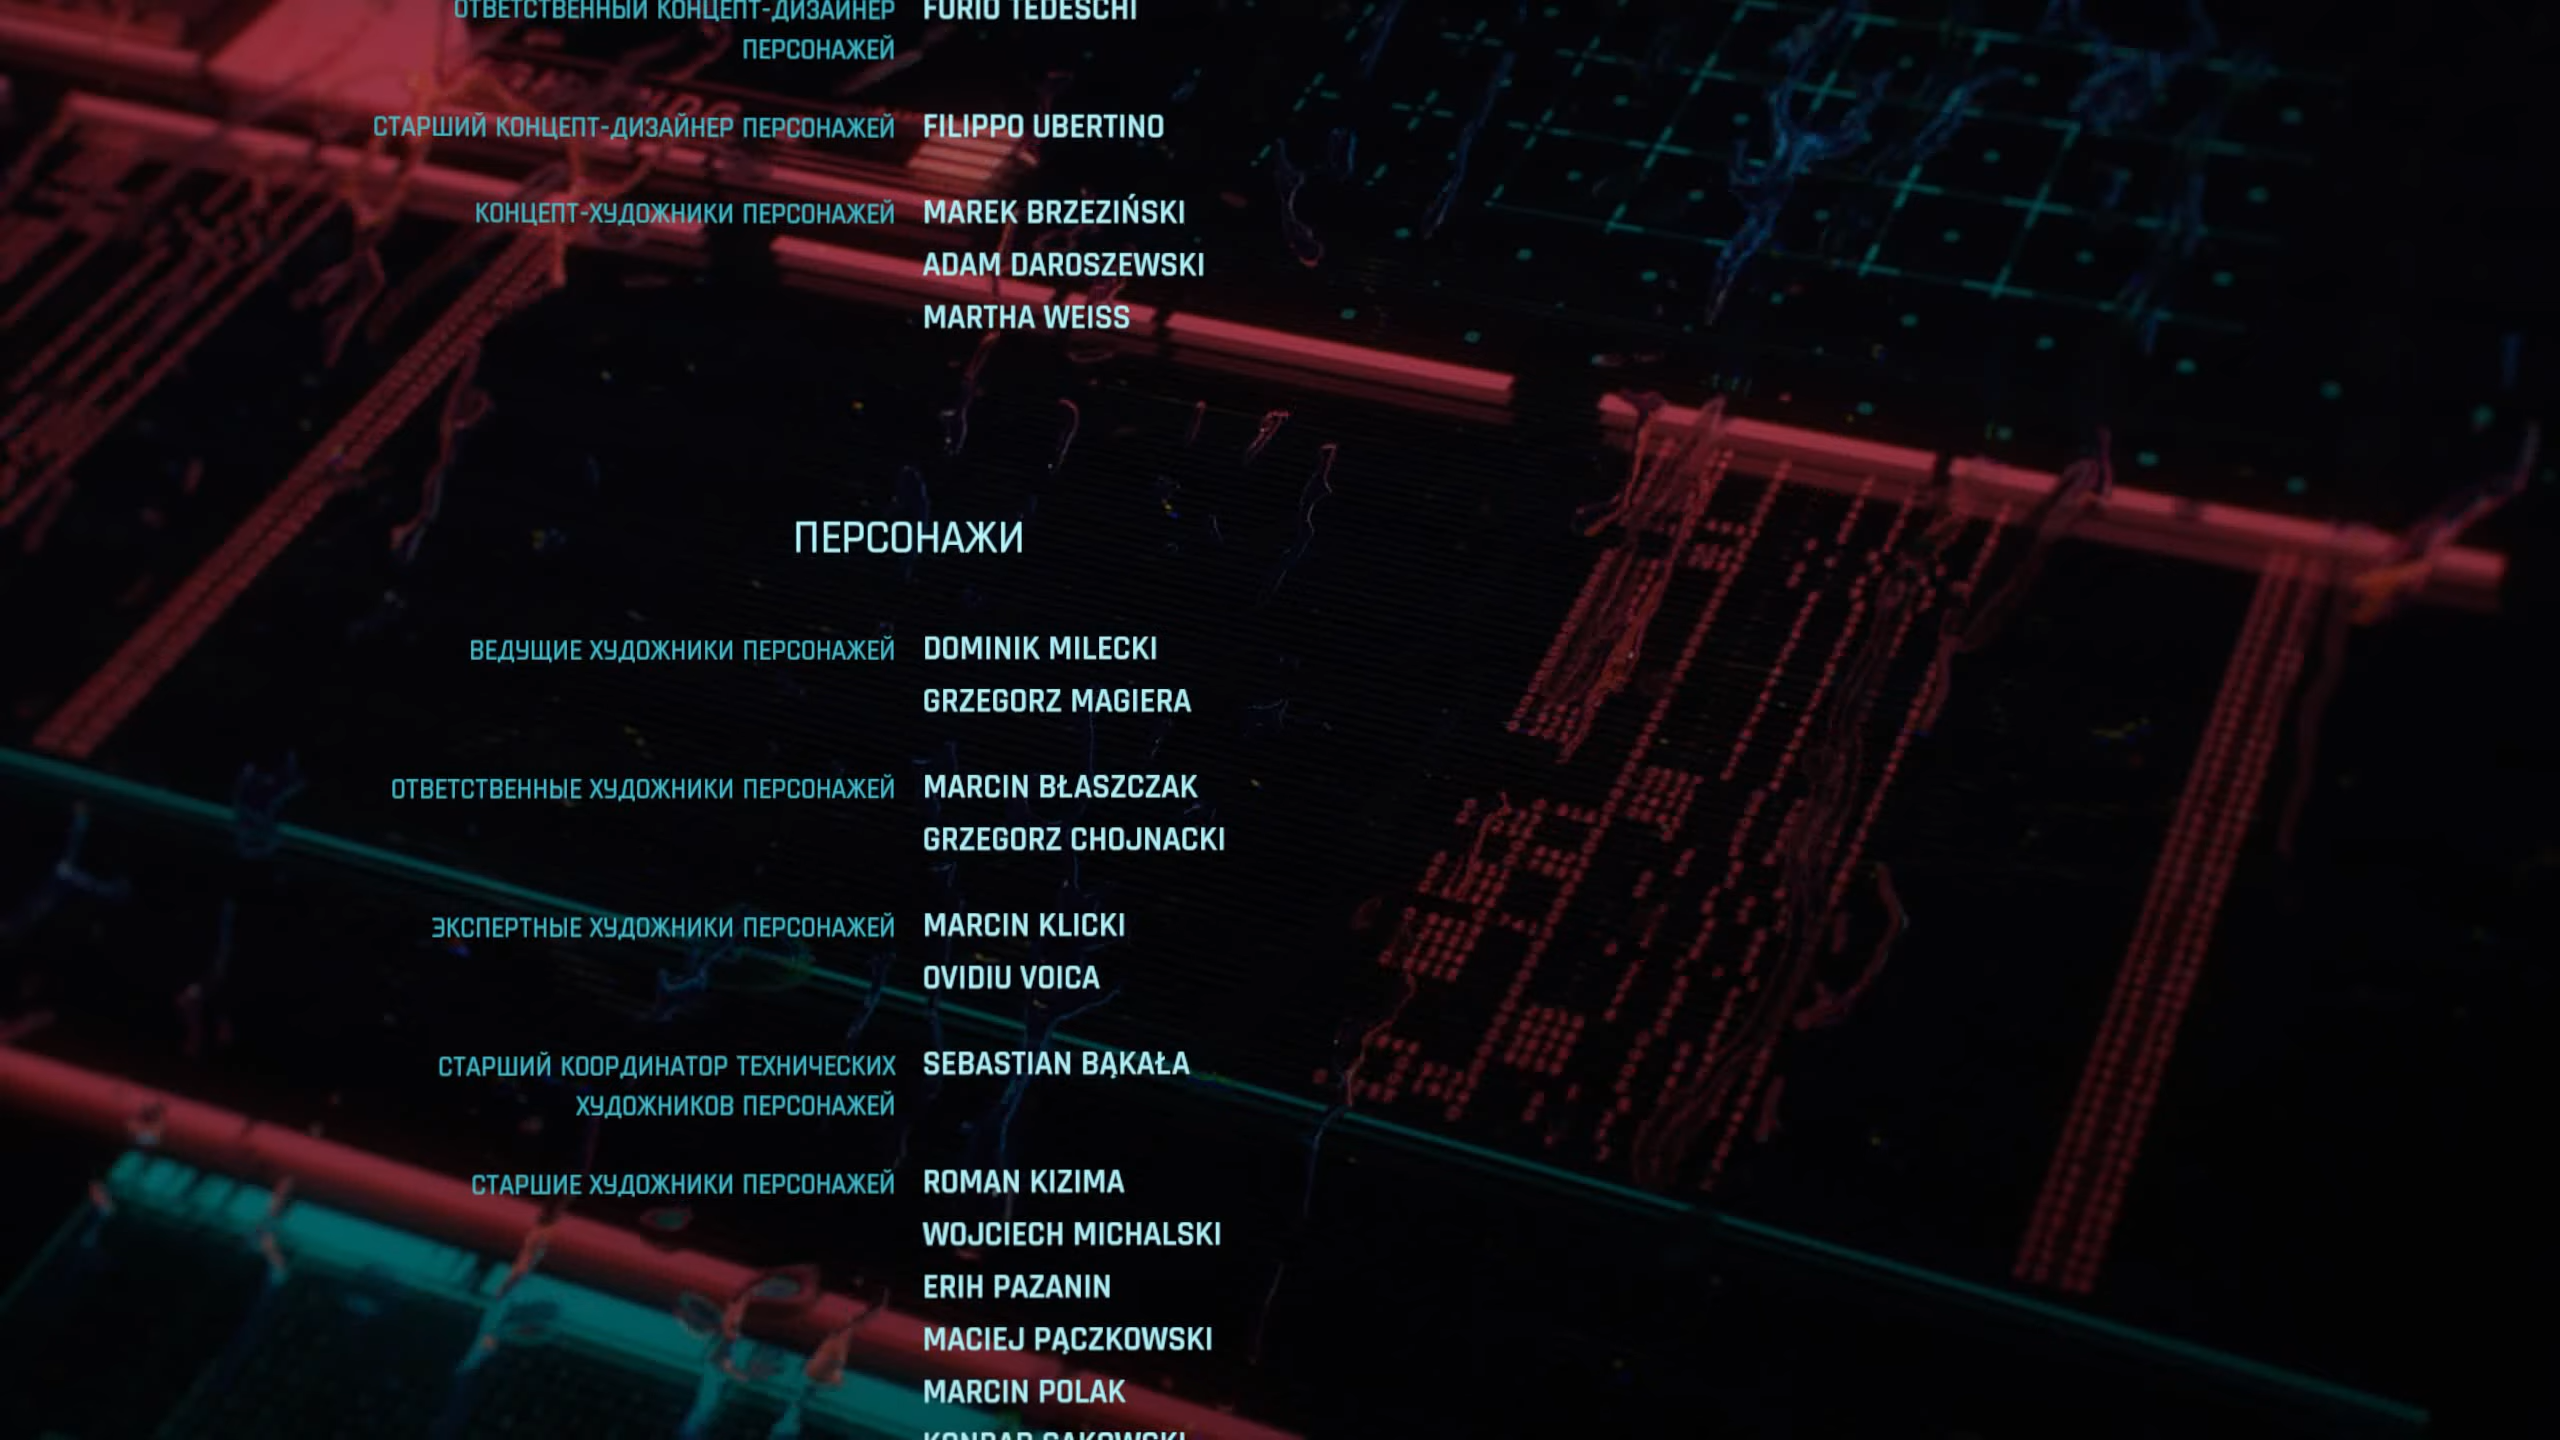 ОТВЕТСТВЕННЫЙ КОНЦЕПТ-ДИЗАЙНЕР FURIO TEDESCHI
ПЕРСОНАЖЕЙ
СТАРШИЙ КОНЦЕПТ-ДИЗАЙНЕР ПЕРСОНАЖЕЙ FILIPPO UBERTINO
КОНЦЕПТ-ХУДОЖНИКИ ПЕРСОНАЖЕЙ MAREK BRZEZIŃSKI
ADAM DAROSZEWSKI
MARTHA WEISS
ПЕРСОНАЖИ
ВЕДУЩИЕ ХУДОЖНИКИ ПЕРСОНАЖЕЙ DOMINIK MILECKI
GRZEGORZ MAGIERA
ОТВЕТСТВЕННЫЕ ХУДОЖНИКИ ПЕРСОНАЖЕЙ MARCIN BŁASZCZAK
GRZEGORZ CHOJNACKI
ЭКСПЕРТНЫЕ ХУДОЖНИКИ ПЕРСОНАЖЕЙ MARCIN KLICKI
OVIDIU VOICA
СТАРШИЙ КООРДИНАТОР ТЕХНИЧЕСКИХ SEBASTIAN BĄKAŁA
ХУДОЖНИКОВ ПЕРСОНАЖЕЙ
СТАРШИЕ ХУДОЖНИКИ ПЕРСОНАЖЕЙ ROMAN KIZIMA
WOJCIECH MICHALSKI
ERIH PAZANIN
MACIEJ PĄCZKOWSKI
MARCIN POLAK
KONRAD SAKOWSKI